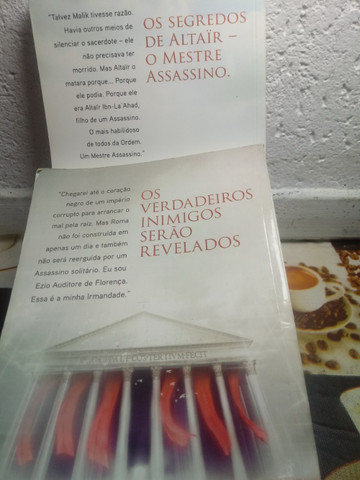 "Talvez Malik tivesse razão.
Havia outros meios de
silenciar o sacerdote – ele
não precisava ter
morrido. Mas Altaïr o
matara porque... Porque
ele podia. Porque ele
era Altaïr Ibn-La'Ahad,
filho de um Assassino.
O mais habilidoso
de todos da Ordem.
Um Mestre Assassino."
OS SEGREDOS
DE ALTAÏR –
O MESTRE
ASSASSINO.
"Chegarei até o coração
negro de um império
corrupto para arrancar o
mal pela raiz. Mas Roma
não foi construída em
apenas um dia e também
não será reerguida por um
Assassino solitário. Eu sou
Ezio Auditore de Florença.
Essa é a minha Irmandade."
OS
VERDADEIROS
INIMIGOS
SERÃO
REVELADOS